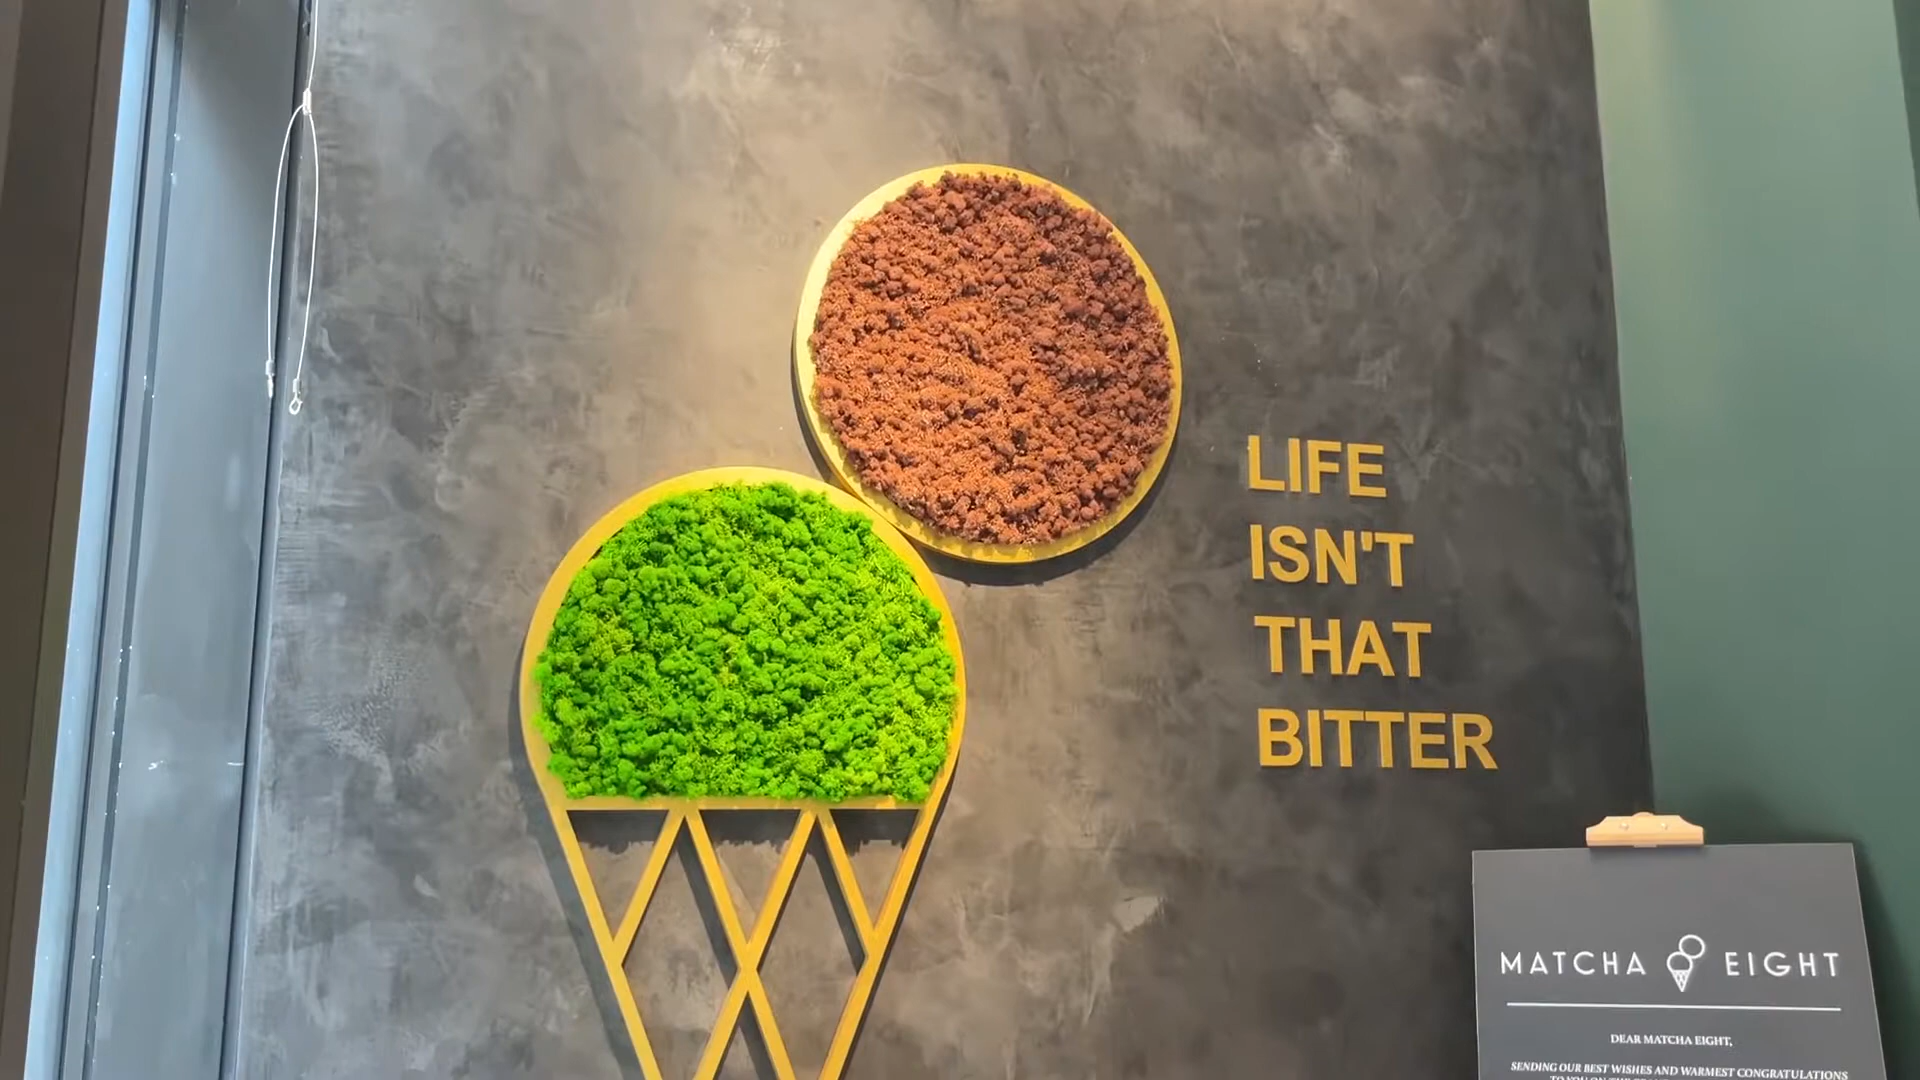 LIFE
ISN'T
THAT
BITTER
MATCHA EIGHT
DEAR MATCHA EIGHT,
SENDING OUR BEST WISHES AND WARMEST CONGRATULATIONS